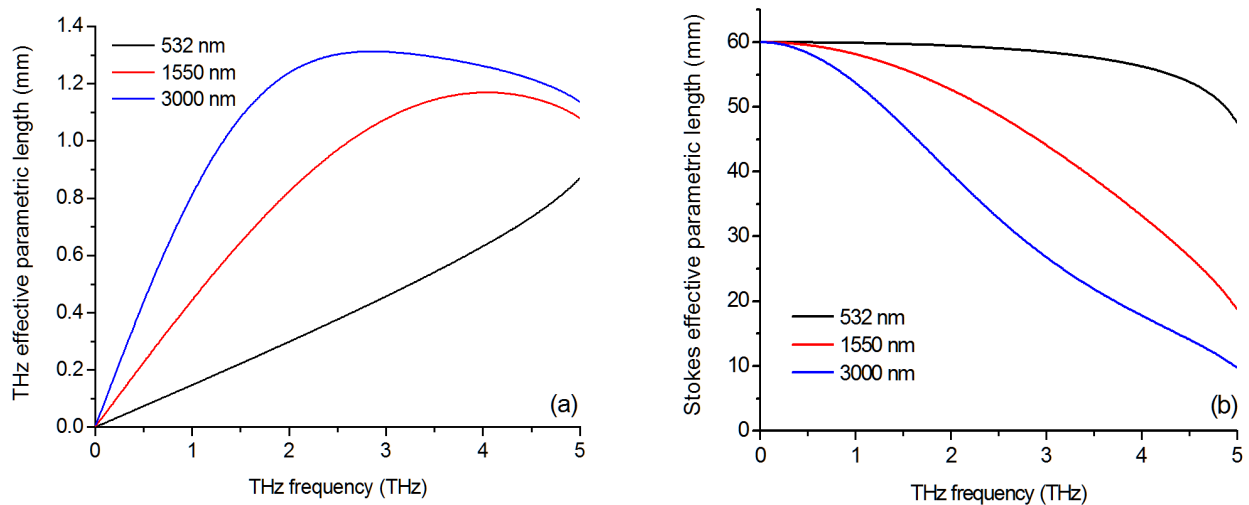 1.4
1.2
1.0
0.8
0.6
0.4
0.2
0.0
THz effective parametric length (mm)
532 nm
1550 nm
3000 nm
(a)
0 1 2 3 4 5
THz frequency (THz)
60
50
40
30
20
10
0
Stokes effective parametric length (mm)
532 nm
1550 nm
3000 nm
(b)
0 1 2 3 4 5
THz frequency (THz)